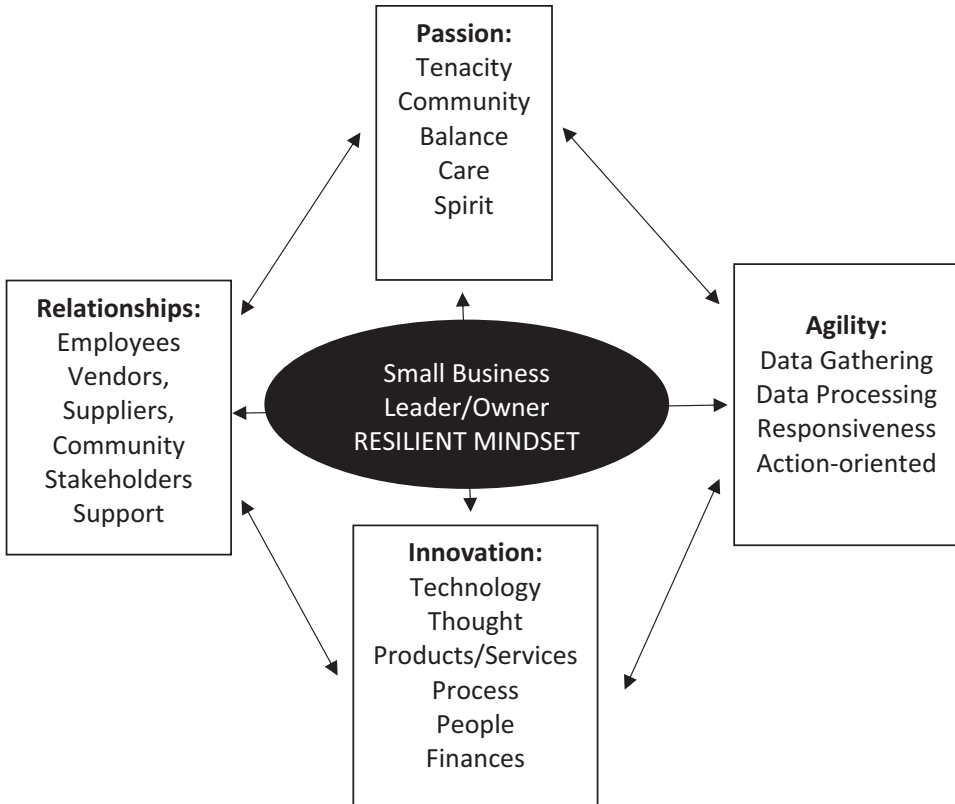 Passion:
Tenacity
Community
Balance
Care
Spirit
Relationships:
Employees
Vendors,
Suppliers,
Community
Stakeholders
Support
Small Business
Leader/Owner
RESILIENT MINDSET
Agility:
Data Gathering
Data Processing
Responsiveness
Action-oriented
Innovation:
Technology
Thought
Products/Services
Process
People
Finances